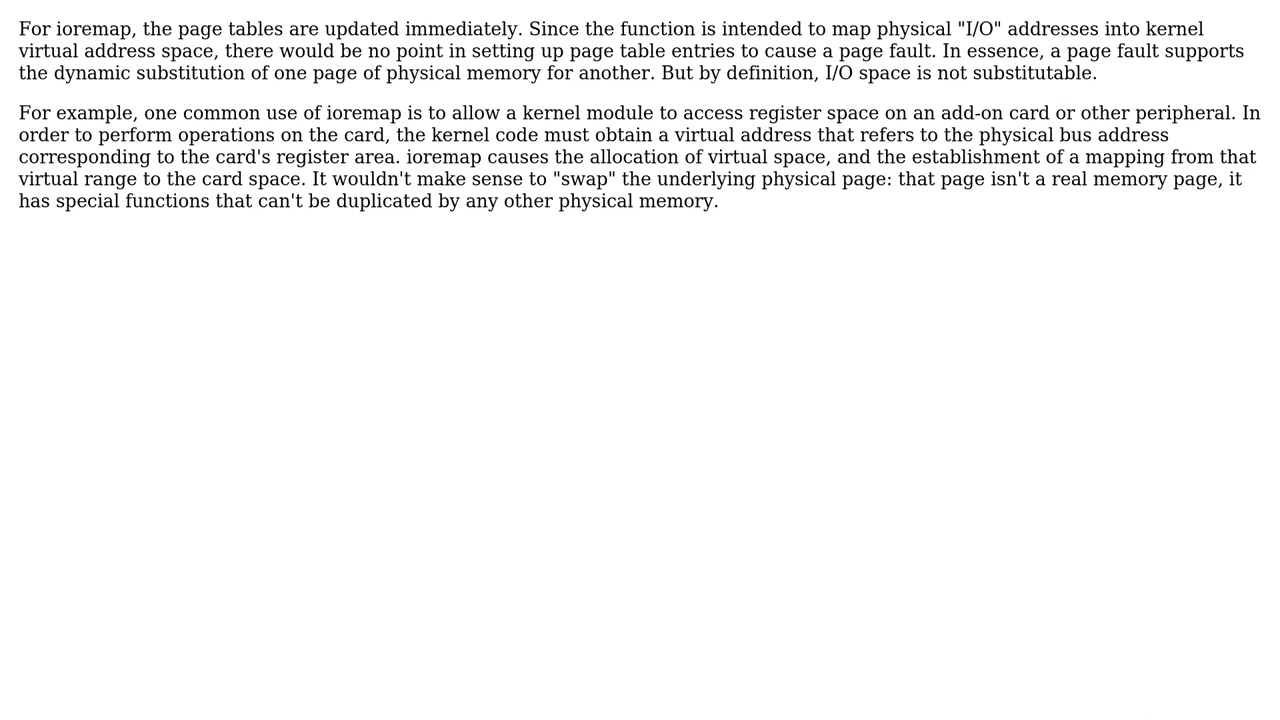 For ioremap, the page tables are updated immediately. Since the function is intended to map physical "I/O" addresses into kernel
virtual address space, there would be no point in setting up page table entries to cause a page fault. In essence, a page fault supports
the dynamic substitution of one page of physical memory for another. But by definition, I/O space is not substitutable.
For example, one common use of ioremap is to allow a kernel module to access register space on an add-on card or other peripheral. In
order to perform operations on the card, the kernel code must obtain a virtual address that refers to the physical bus address
corresponding to the card's register area. ioremap causes the allocation of virtual space, and the establishment of a mapping from that
virtual range to the card space. It wouldn't make sense to "swap" the underlying physical page: that page isn't a real memory page, it
has special functions that can't be duplicated by any other physical memory.